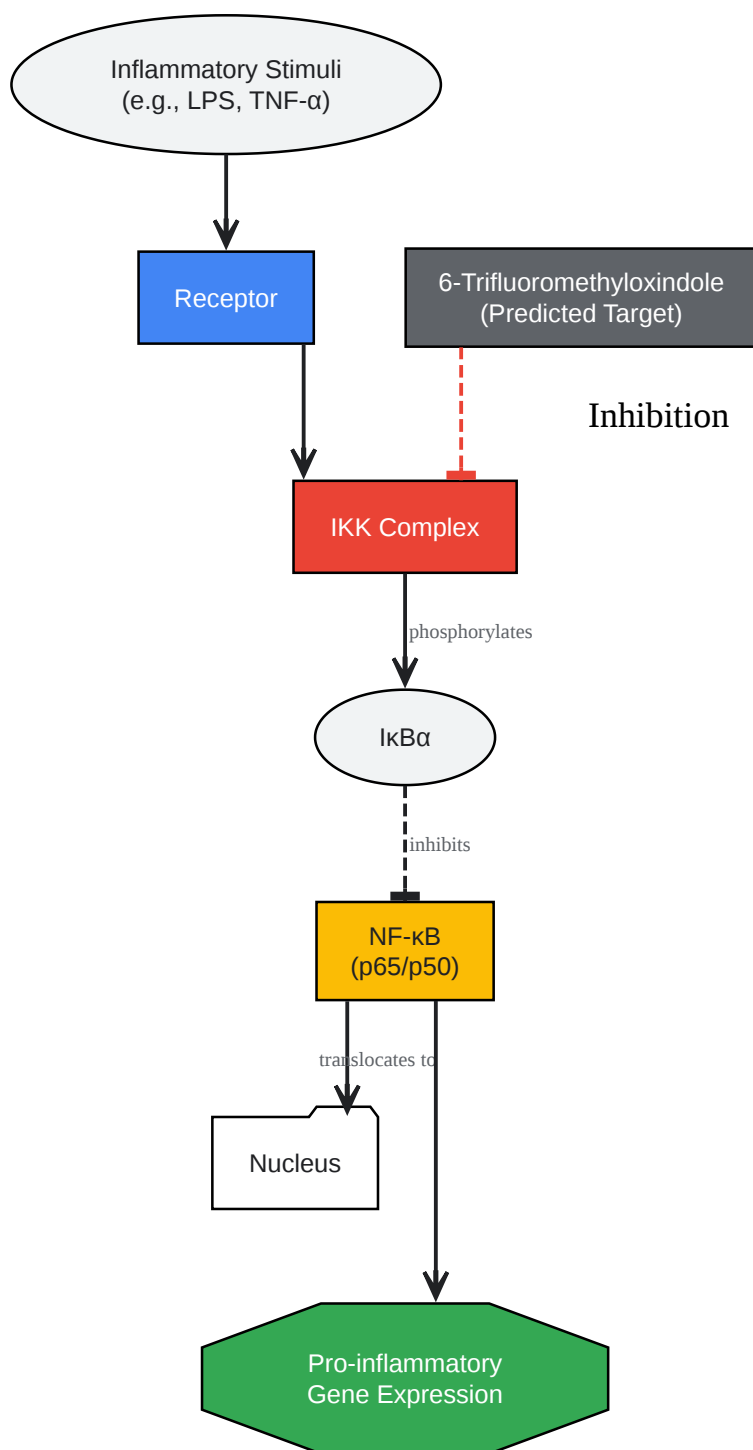 Inflammatory Stimuli
(e.g., LPS, TNF-α)
Receptor
6-Trifluoromethyloxindole
(Predicted Target)
Inhibition
IKK Complex
phosphorylates
IκBα
inhibits
NF-κB
(p65/p50)
translocates to
Nucleus
Pro-inflammatory
Gene Expression